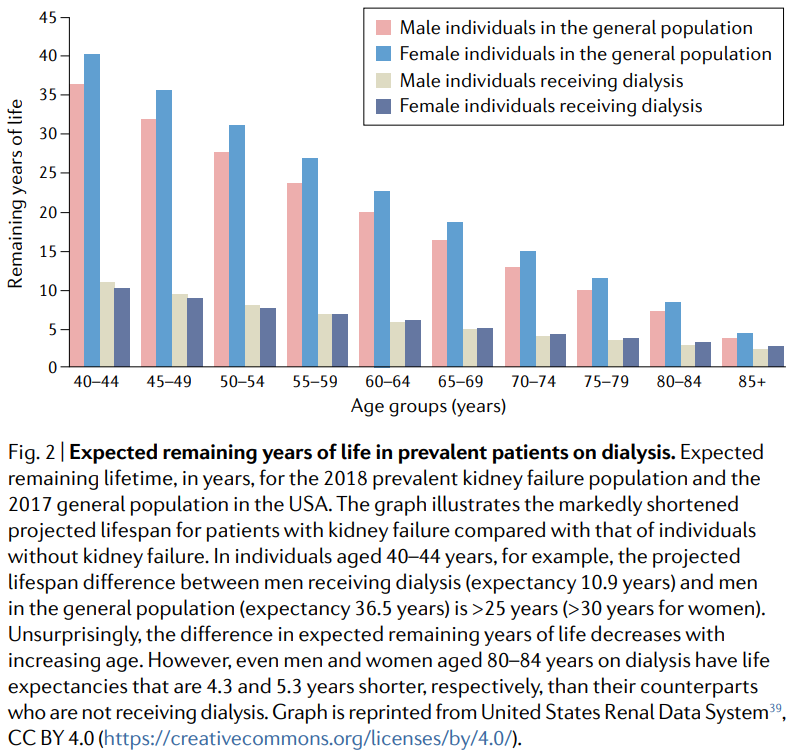 45
40
35
30
25
20
15
10
5
0
Remaining years of life
Male individuals in the general population
Female individuals in the general population
Male individuals receiving dialysis
Female individuals receiving dialysis
40–44 45–49 50–54 55–59 60–64 65–69 70–74 75–79 80–84 85+
Age groups (years)
Fig. 2 | Expected remaining years of life in prevalent patients on dialysis. Expected
remaining lifetime, in years, for the 2018 prevalent kidney failure population and the
2017 general population in the USA. The graph illustrates the markedly shortened
projected lifespan for patients with kidney failure compared with that of individuals
without kidney failure. In individuals aged 40–44 years, for example, the projected
lifespan difference between men receiving dialysis (expectancy 10.9 years) and men
in the general population (expectancy 36.5 years) is >25 years (>30 years for women).
Unsurprisingly, the difference in expected remaining years of life decreases with
increasing age. However, even men and women aged 80–84 years on dialysis have life
expectancies that are 4.3 and 5.3 years shorter, respectively, than their counterparts
who are not receiving dialysis. Graph is reprinted from United States Renal Data System39,
CC BY 4.0 (https://creativecommons.org/licenses/by/4.0/).